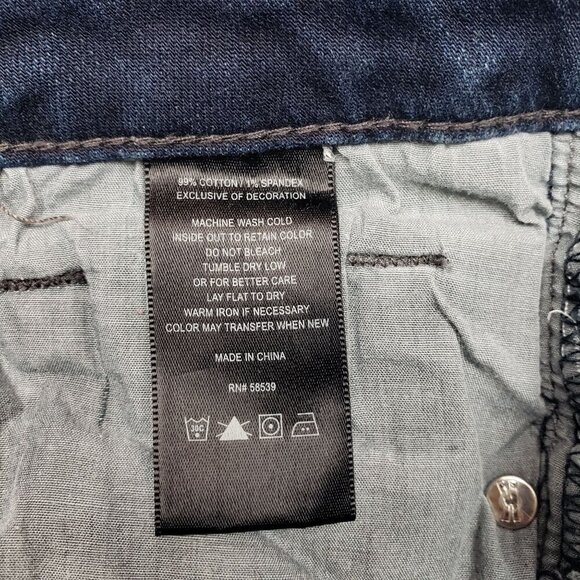 99% COTTON / 1% SPANDEX
EXCLUSIVE OF DECORATION
MACHINE WASH COLD
INSIDE OUT TO RETAIN COLOR
DO NOT BLEACH
TUMBLE DRY LOW
OR FOR BETTER CARE
LAY FLAT TO DRY
WARM IRON IF NECESSARY
COLOR MAY TRANSFER WHEN NEW
MADE IN CHINA
RN# 58539
30C